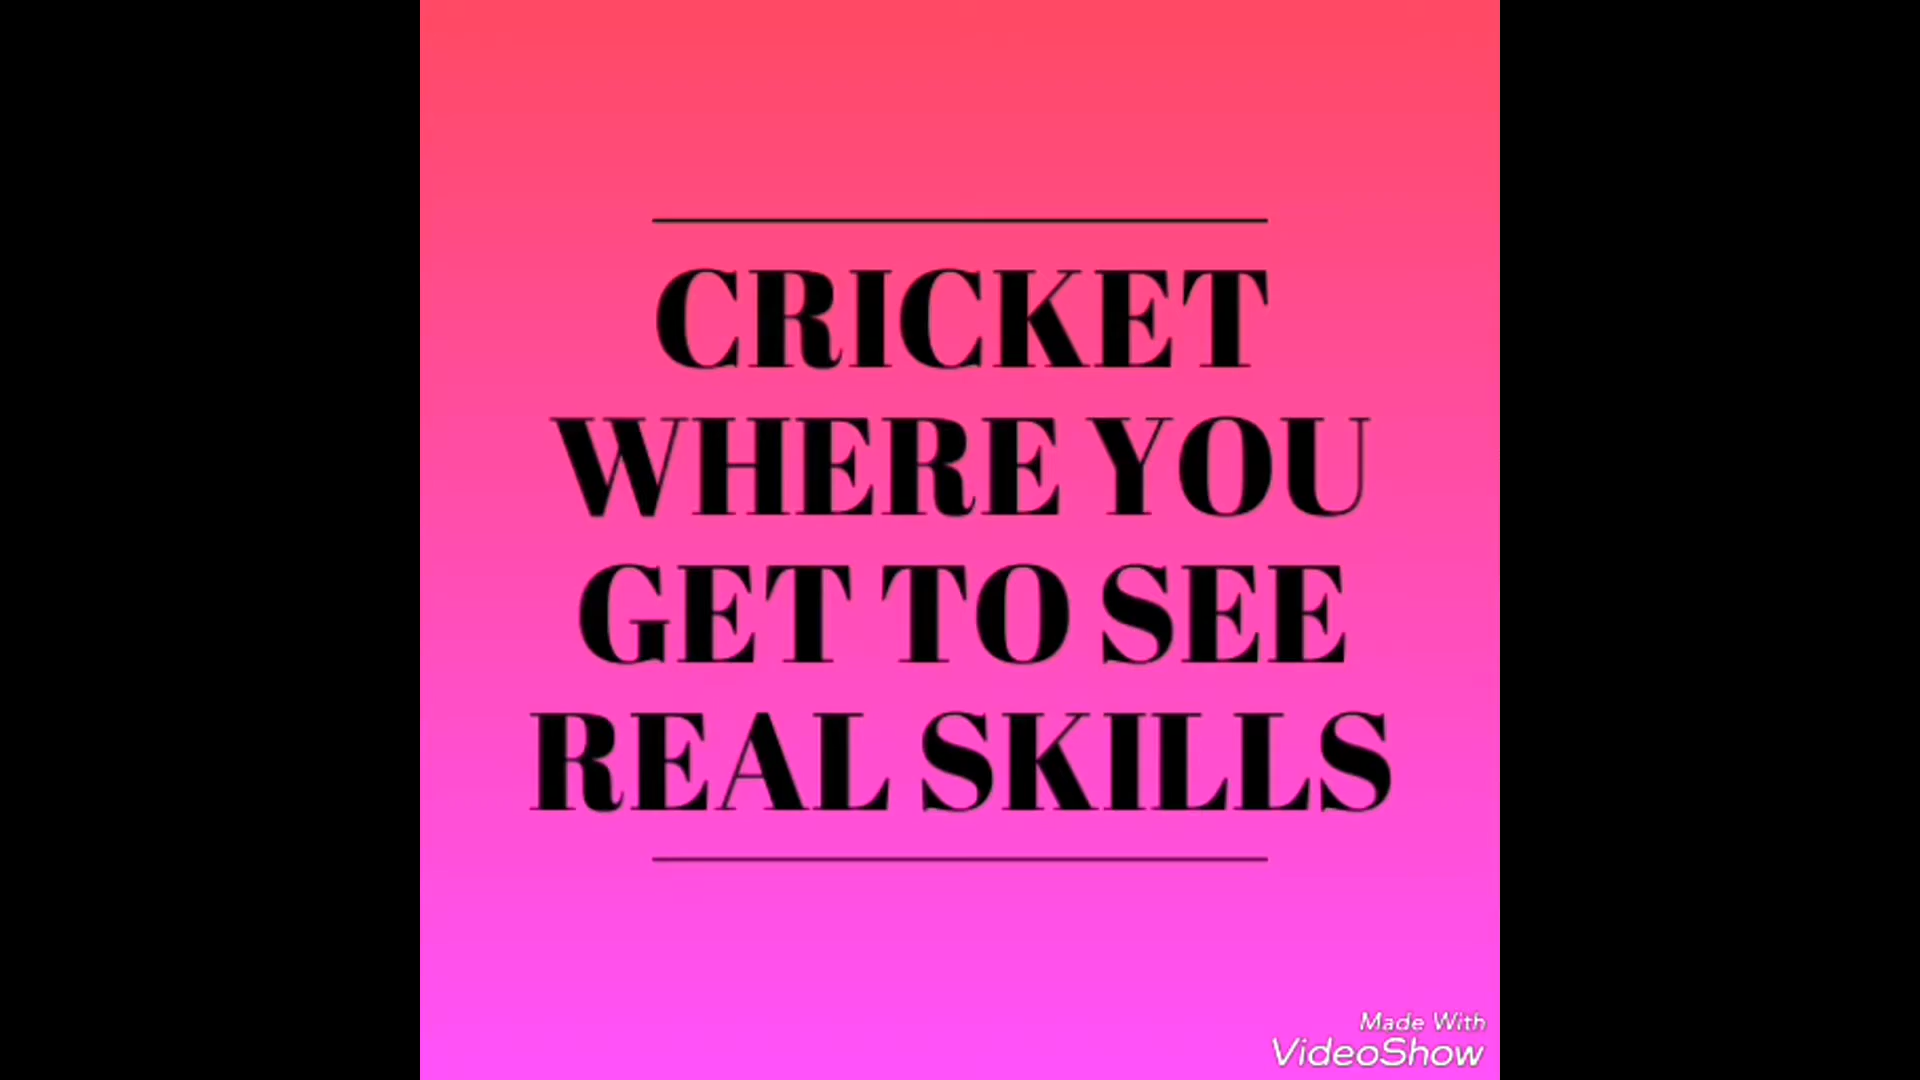 CRICKET
WHERE YOU
GET TO SEE
REAL SKILLS
Made With
VideoShow